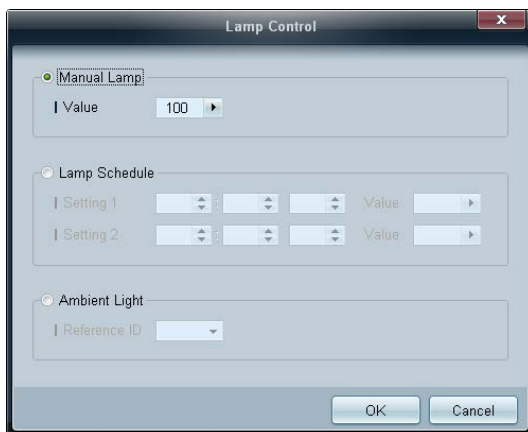 Lamp Control
x
Manual Lamp
Value 100
Lamp Schedule
Setting 1 : Value
Setting 2 : Value
Ambient Light
Reference ID
OK Cancel